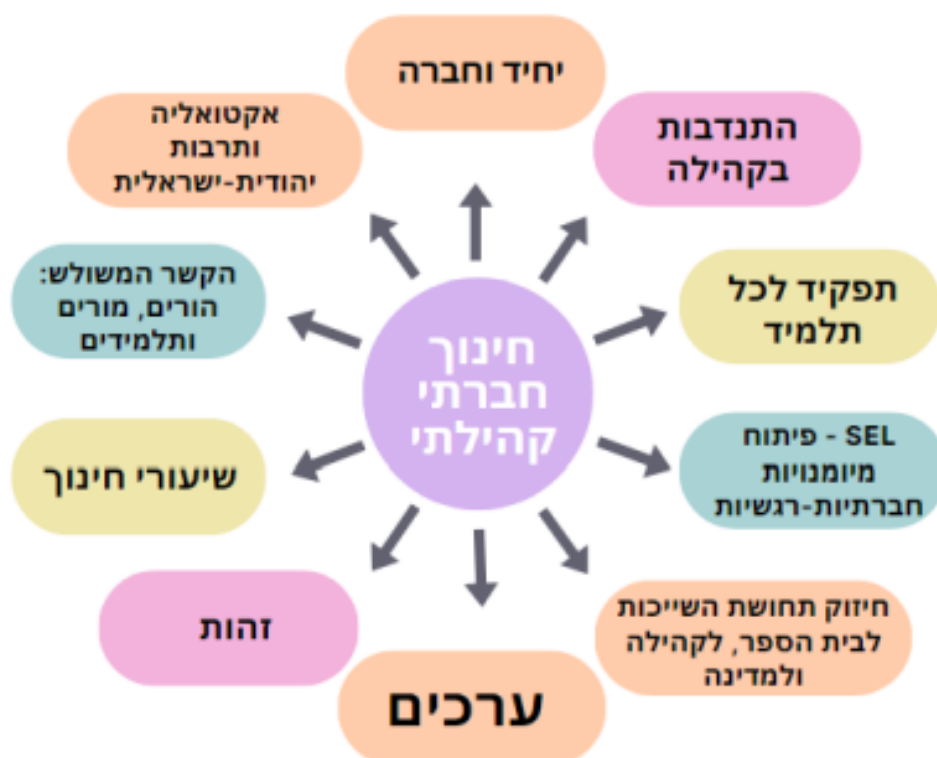 יחיד וחברה
התנדבות
בקהילה
תפקיד לכל
תלמיד
SEL - פיתוח
מיומנויות
חברתיות-רגשיות
חיזוק תחושת השייכות
לבית הספר, לקהילה
ולמדינה
ערכים
זהות
שיעורי חינוך
הקשר המשולש:
הורים, מורים
ותלמידים
אקטואליה
ותרבות
יהודית-ישראלית
חינוך
חברתי
קהילתי